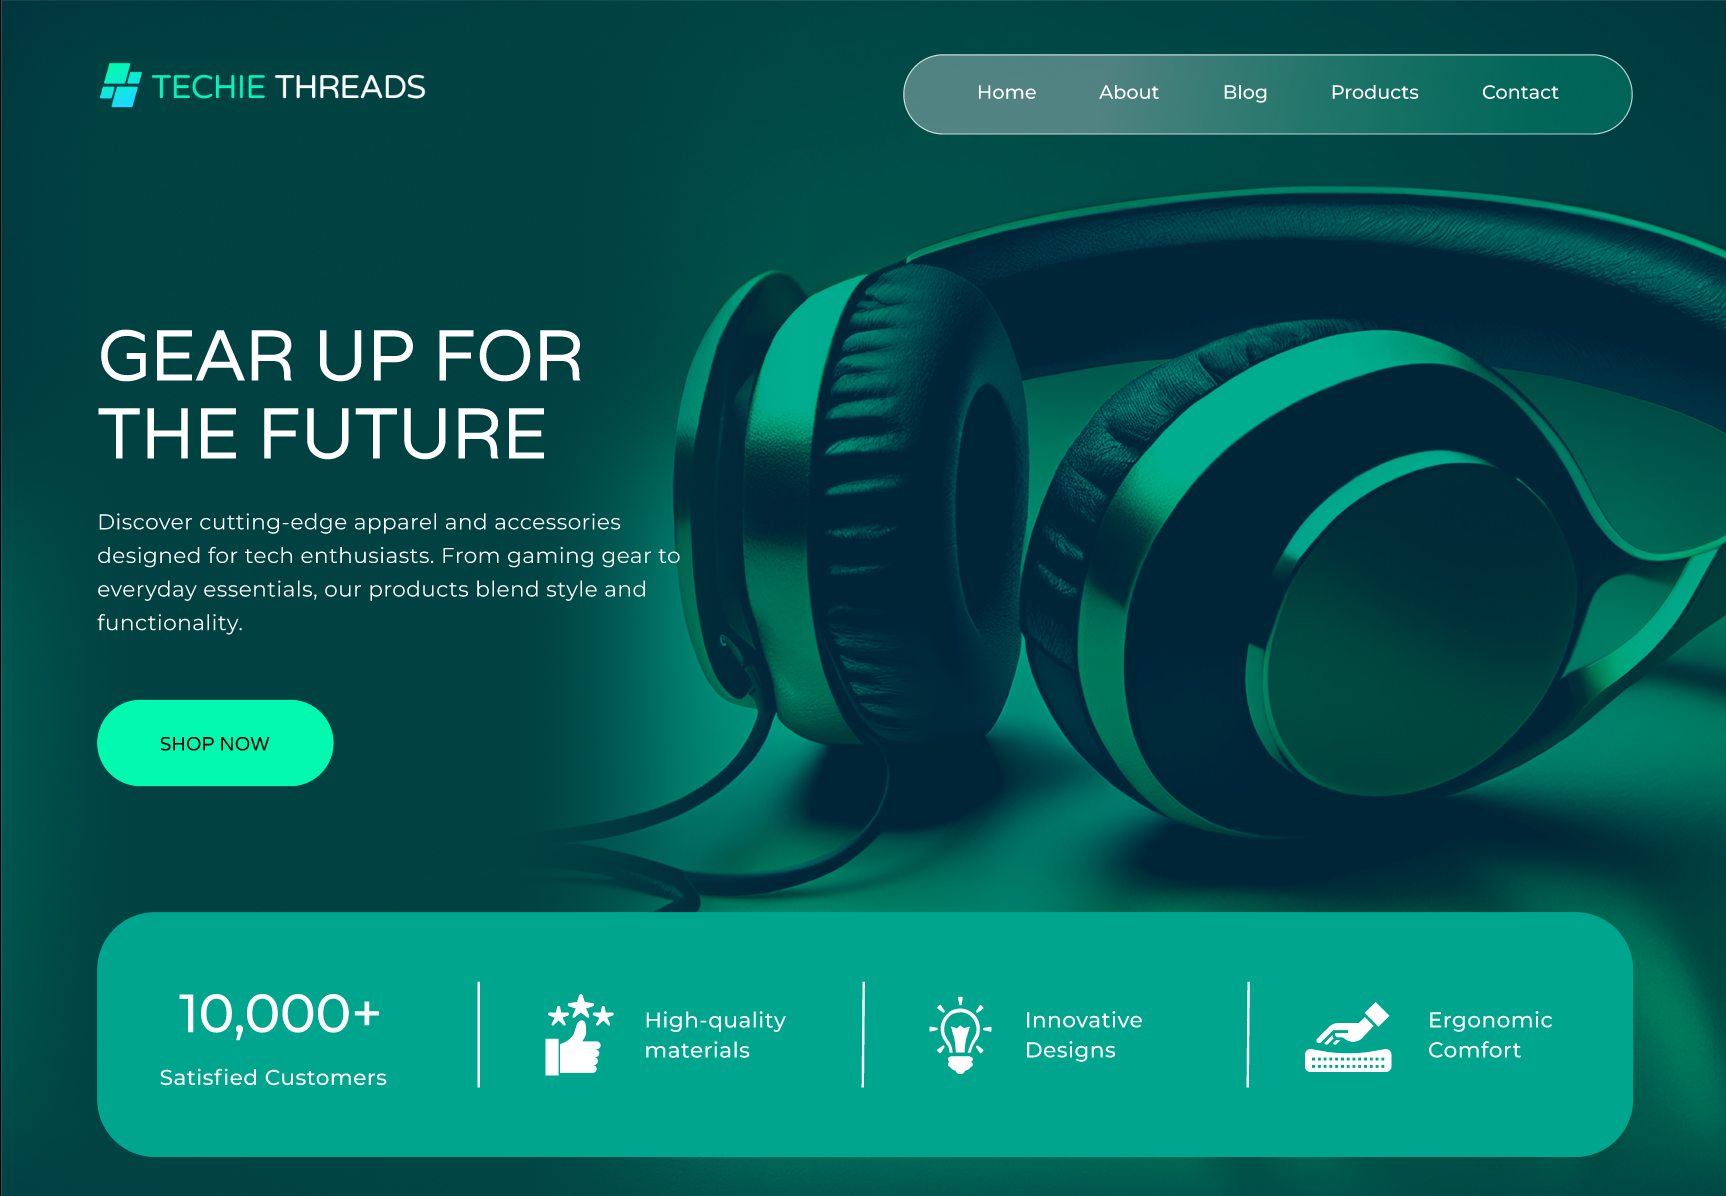 TECHIE THREADS
Home About Blog Products Contact
GEAR UP FOR
THE FUTURE
Discover cutting-edge apparel and accessories
designed for tech enthusiasts. From gaming gear to
everyday essentials, our products blend style and
functionality.
SHOP NOW
10,000+
Satisfied Customers
High-quality
materials
Innovative
Designs
Ergonomic
Comfort